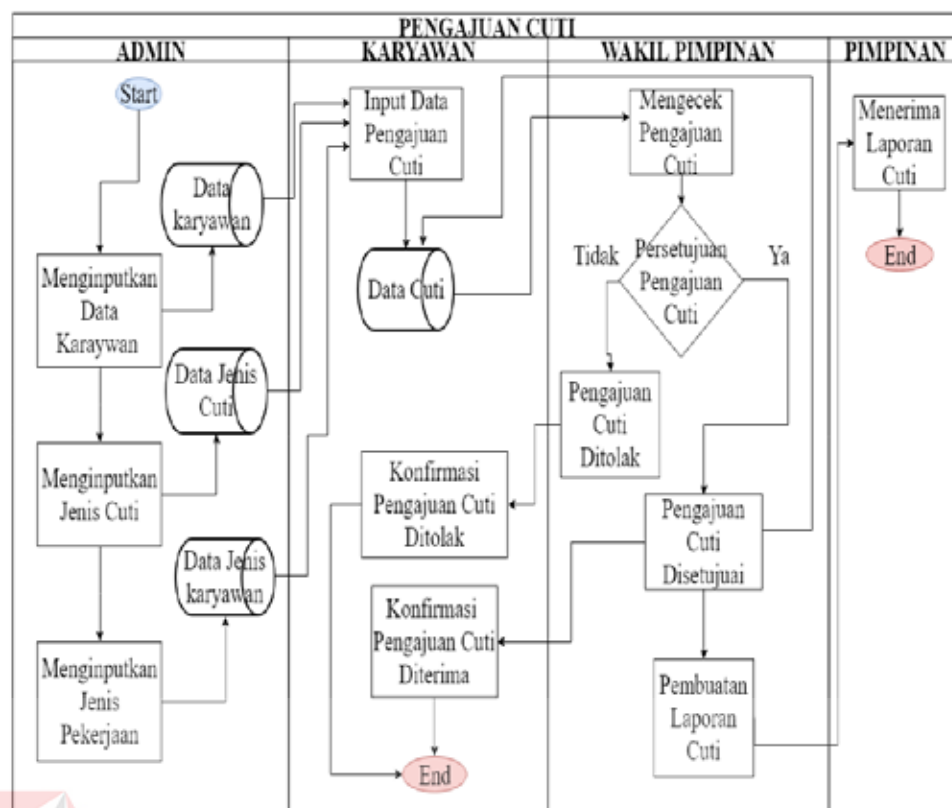 PENGAJUAN CUTI
ADMIN
KARYAWAN
WAKIL PIMPINAN
PIMPINAN
Start
Data
karyawan
Menginputkan
Data
Karaywan
Data Jenis
Cuti
Menginputkan
Jenis Cuti
Data Jenis
karyawan
Menginputkan
Jenis
Pekerjaan
Input Data
Pengajuan
Cuti
Data Cuti
Konfirmasi
Pengajuan Cuti
Ditolak
Konfirmasi
Pengajuan Cuti
Diterima
End
Mengecek
Pengajuan
Cuti
Tidak
Persetujuan
Pengajuan
Cuti
Ya
Pengajuan
Cuti
Ditolak
Pengajuan
Cuti
Disetujuai
Pembuatan
Laporan
Cuti
Menerima
Laporan
Cuti
End